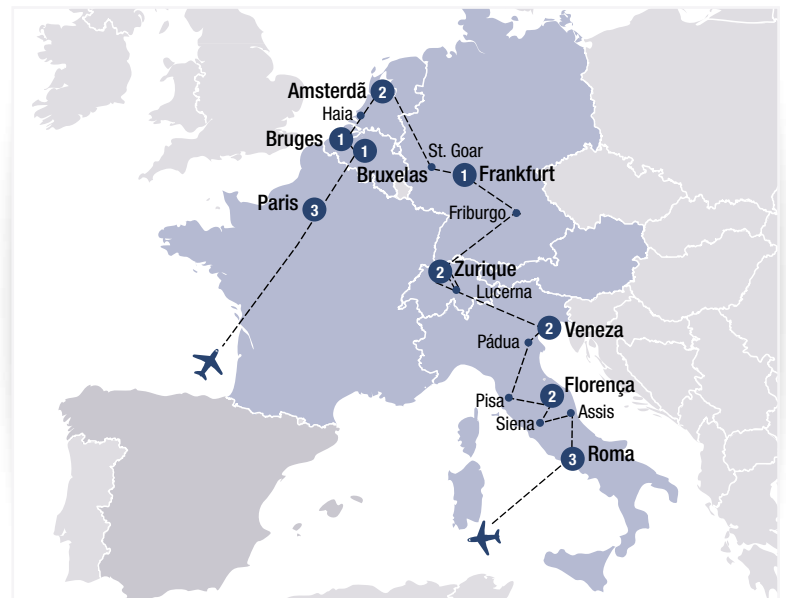 Amsterdã 2
Haia
Bruges 1
1
Bruxelas
St. Goar
1 Frankfurt
Paris 3
Friburgo
2 Zurique
Lucerna
2 Veneza
Pádua
Florença
2
Pisa
Assis
Siena
3 Roma